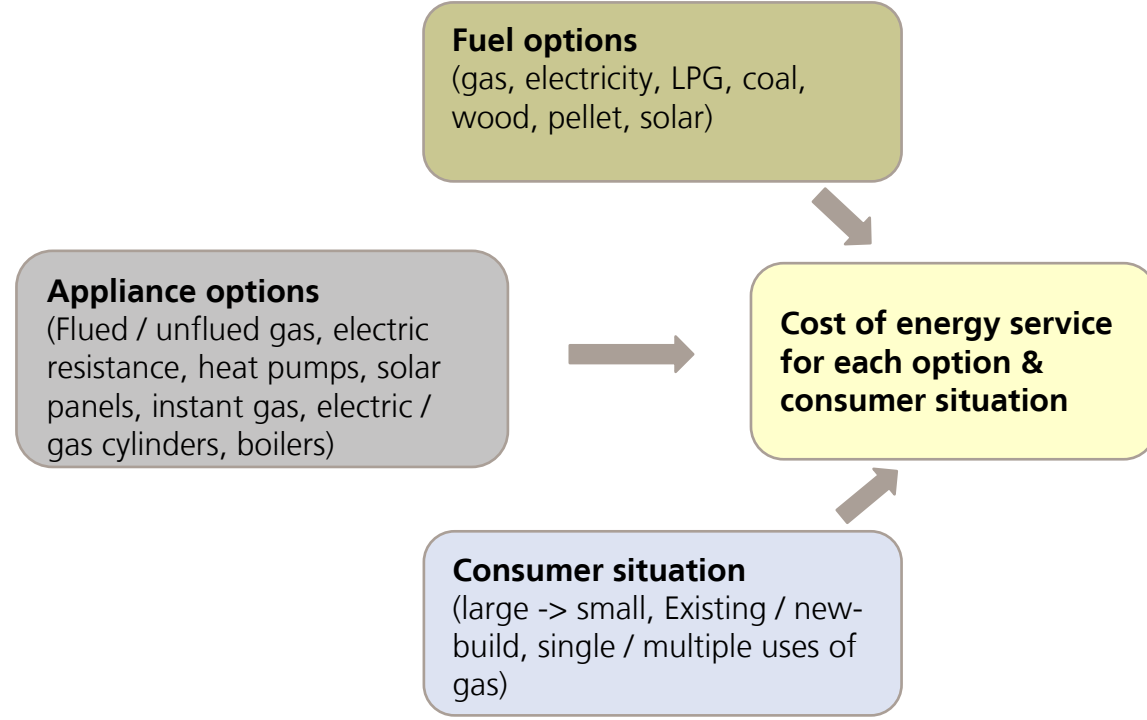 Fuel options
(gas, electricity, LPG, coal,
wood, pellet, solar)
Appliance options
(Flued / unflued gas, electric
resistance, heat pumps, solar
panels, instant gas, electric /
gas cylinders, boilers)
Cost of energy service
for each option &
consumer situation
Consumer situation
(large -> small, Existing / new-
build, single / multiple uses of
gas)